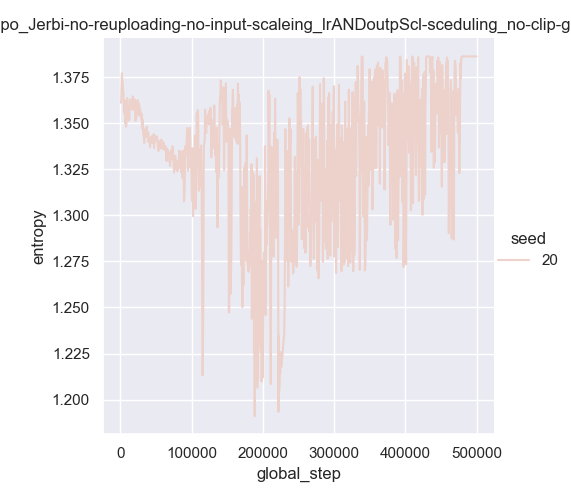 po_Jerbi-no-reuploading-no-input-scaleing_lrANDoutpScl-sceduling_no-clip-g
1.375
1.350
1.325
1.300
1.275
1.250
1.225
1.200
entropy
0 100000 200000 300000 400000 500000
global_step
seed
20